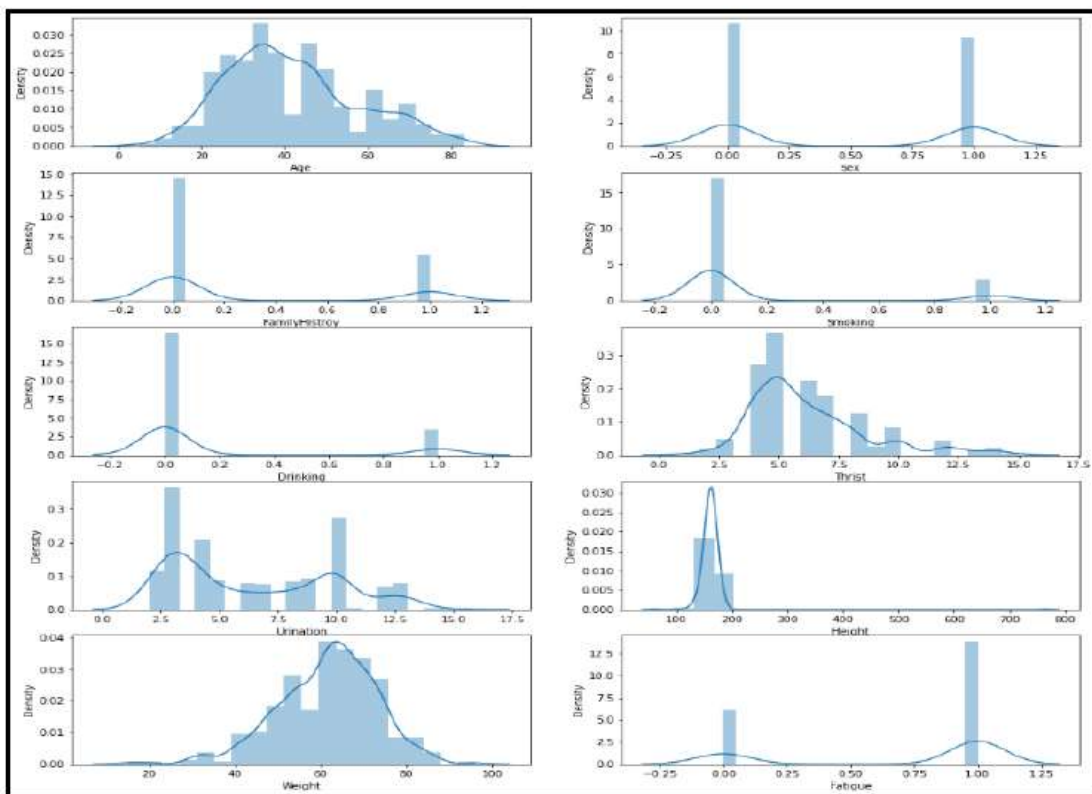 0.030
0.025
0.020
0.015
0.010
0.005
0.000
Density
0 20 40 60 80
Age
10
8
6
4
2
0
Density
−0.25 0.00 0.25 0.50 0.75 1.00 1.25
Sex
15.0
12.5
10.0
7.5
5.0
2.5
0.0
Density
−0.2 0.0 0.2 0.4 0.6 0.8 1.0 1.2
FamilyHistroy
15
10
5
0
Density
−0.2 0.0 0.2 0.4 0.6 0.8 1.0 1.2
Smoking
15.0
12.5
10.0
7.5
5.0
2.5
0.0
Density
−0.2 0.0 0.2 0.4 0.6 0.8 1.0 1.2
Drinking
0.3
0.2
0.1
0.0
Density
0.0 2.5 5.0 7.5 10.0 12.5 15.0 17.5
Thrist
0.3
0.2
0.1
0.0
Density
0.0 2.5 5.0 7.5 10.0 12.5 15.0 17.5
Urination
0.030
0.025
0.020
0.015
0.010
0.005
0.000
Density
100 200 300 400 500 600 700 800
Height
0.04
0.03
0.02
0.01
0.00
Density
20 40 60 80 100
Weight
12.5
10.0
7.5
5.0
2.5
0.0
Density
−0.25 0.00 0.25 0.50 0.75 1.00 1.25
Fatigue